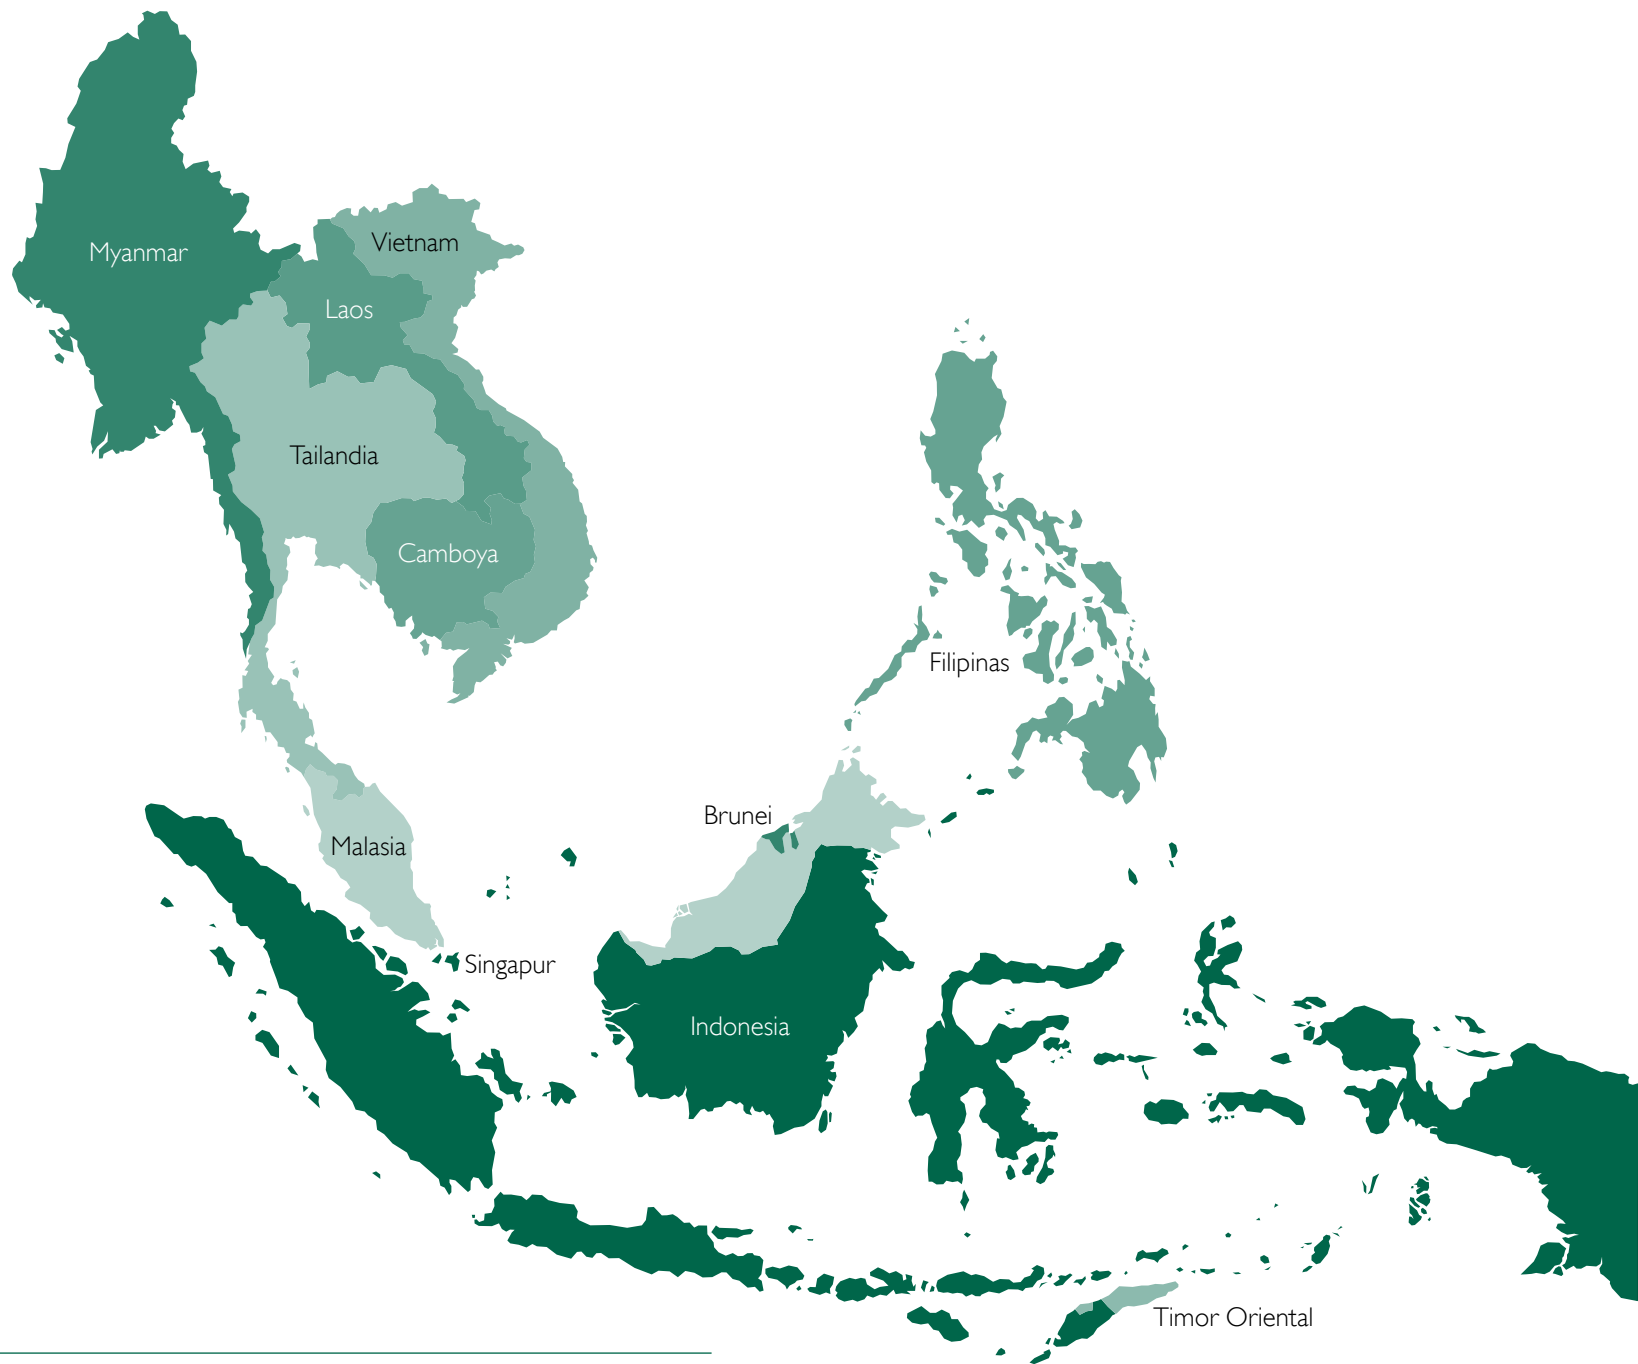 Vietnam
Myanmar
Laos
Tailandia
Camboya
Filipinas
Brunei
Malasia
Singapur
Indonesia
Timor Oriental